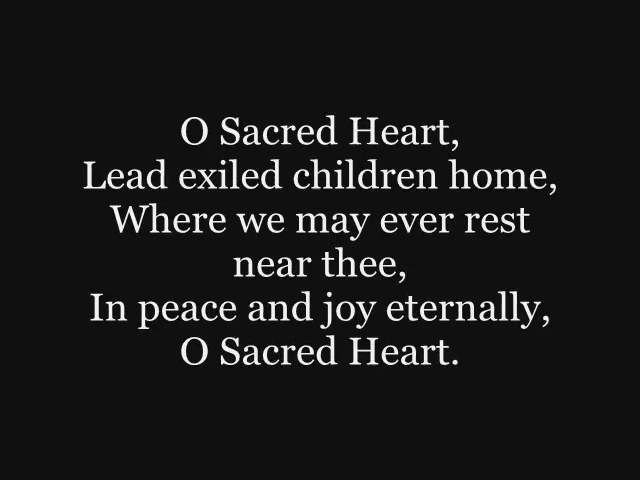 O Sacred Heart,
Lead exiled children home,
Where we may ever rest
near thee,
In peace and joy eternally,
O Sacred Heart.